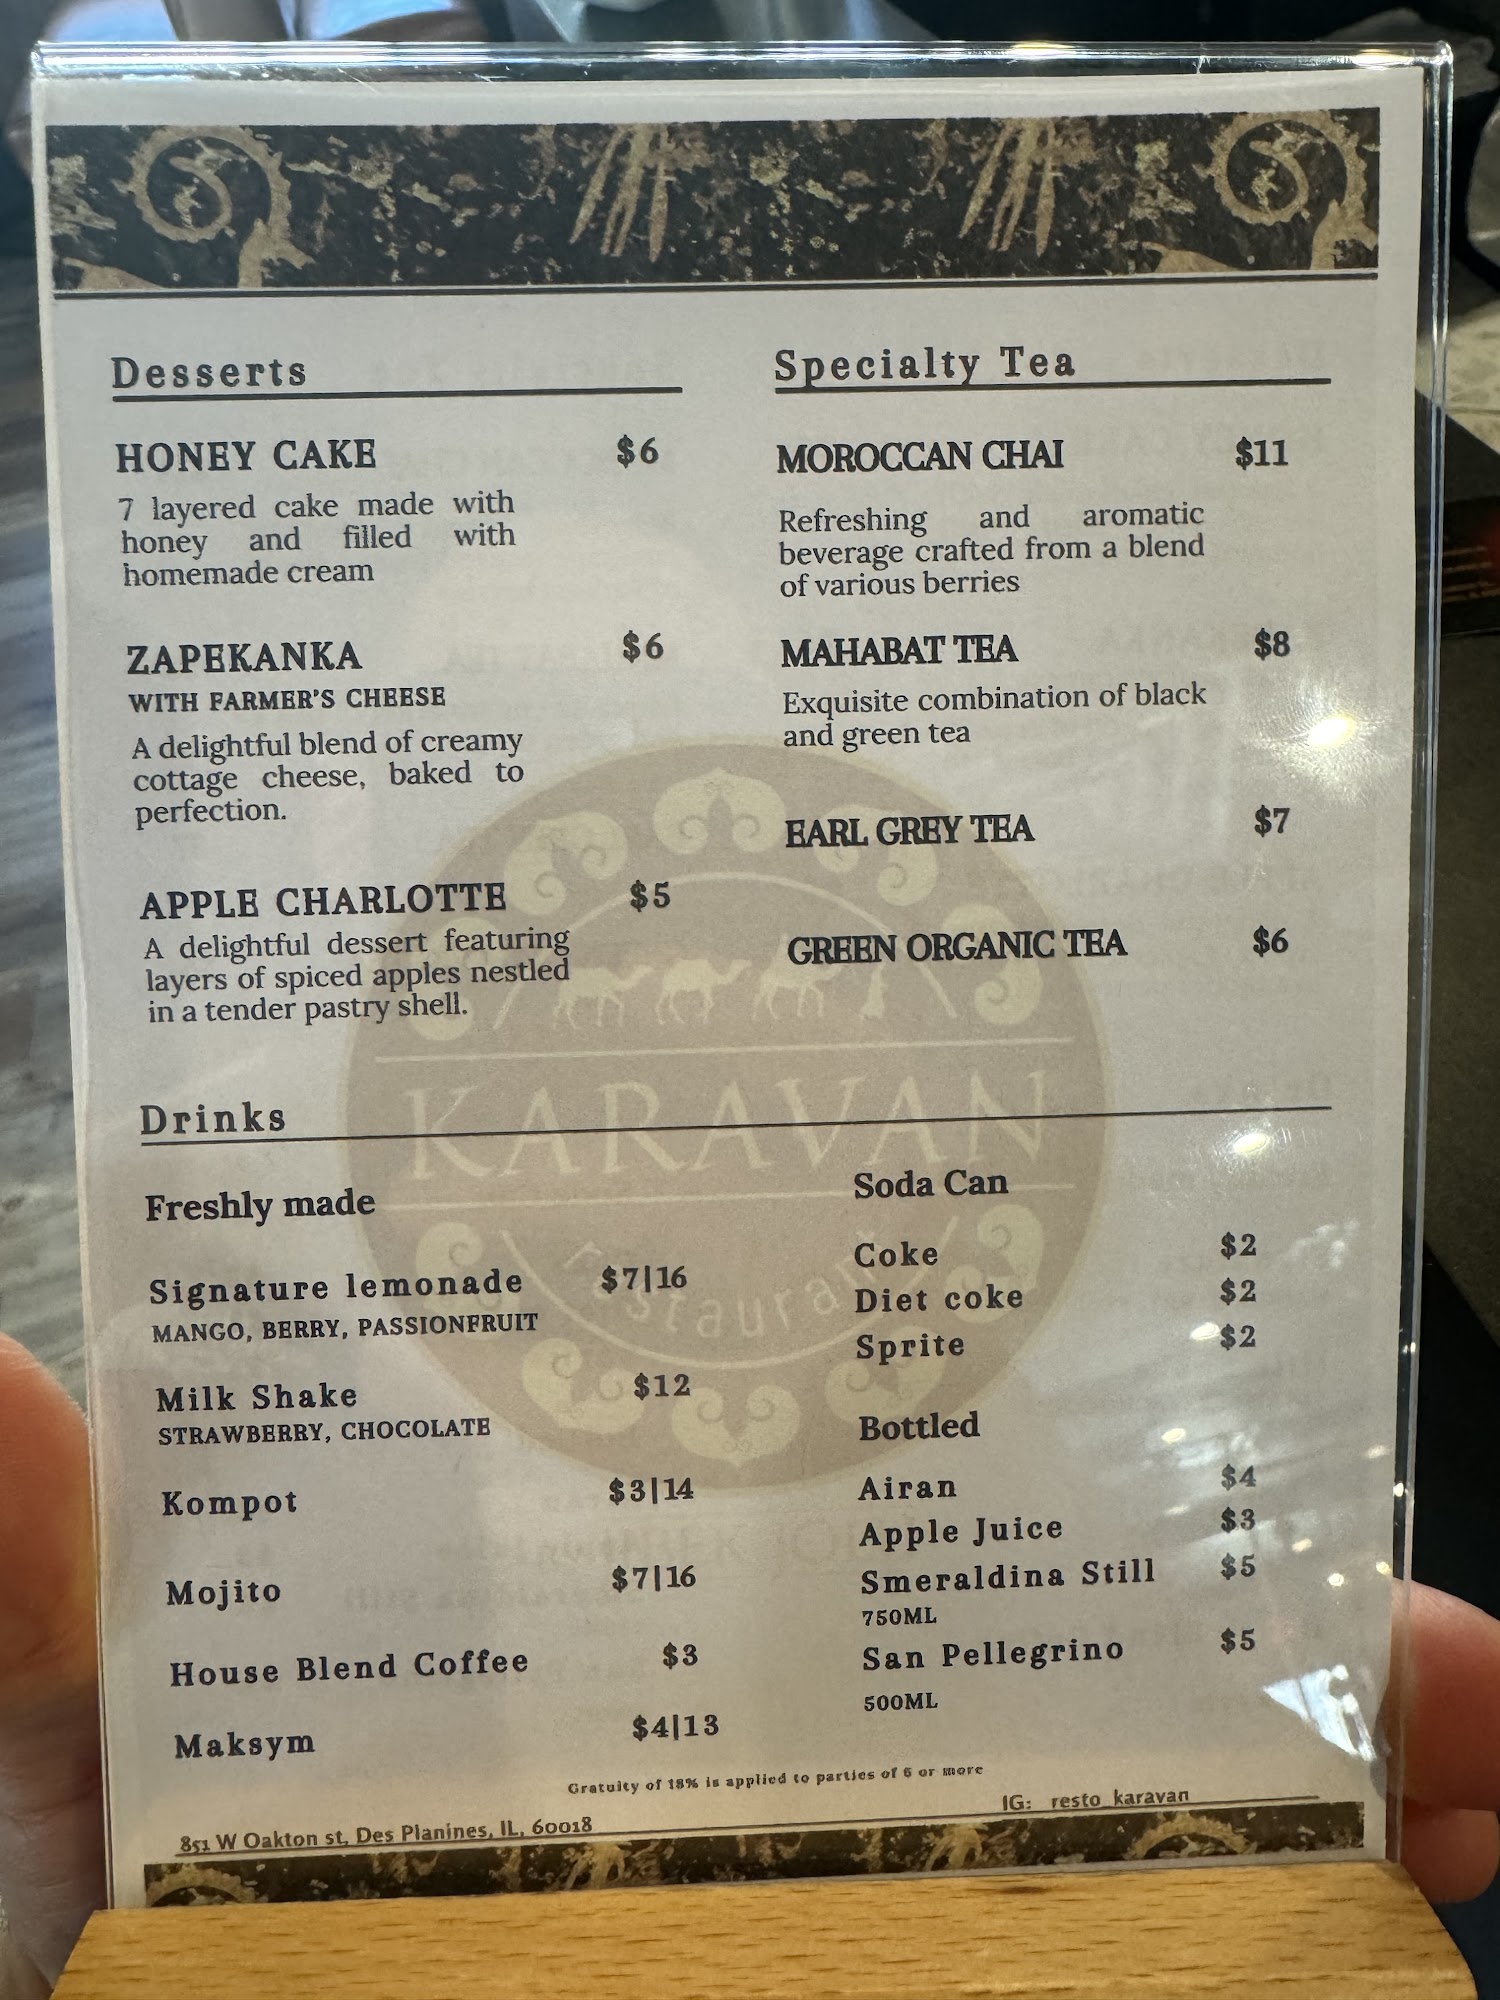 Desserts
HONEY CAKE $6
7 layered cake made with
honey and filled with
homemade cream
ZAPEKANKA $6
WITH FARMER'S CHEESE
A delightful blend of creamy
cottage cheese, baked to
perfection.
APPLE CHARLOTTE $5
A delightful dessert featuring
layers of spiced apples nestled
in a tender pastry shell.
Specialty Tea
MOROCCAN CHAI $11
Refreshing and aromatic
beverage crafted from a blend
of various berries
MAHABAT TEA $8
Exquisite combination of black
and green tea
EARL GREY TEA $7
GREEN ORGANIC TEA $6
KARAVAN
restaurant
Drinks
Freshly made
Signature lemonade $7|16
MANGO, BERRY, PASSIONFRUIT
Milk Shake $12
STRAWBERRY, CHOCOLATE
Kompot $3|14
Mojito $7|16
House Blend Coffee $3
Maksym $4|13
Soda Can
Coke $2
Diet coke $2
Sprite $2
Bottled
Airan $4
Apple Juice $3
Smeraldina Still $5
750ML
San Pellegrino $5
500ML
Gratuity of 18% is applied to parties of 6 or more
IG: resto_karavan
851 W Oakton st, Des Planines, IL, 60018